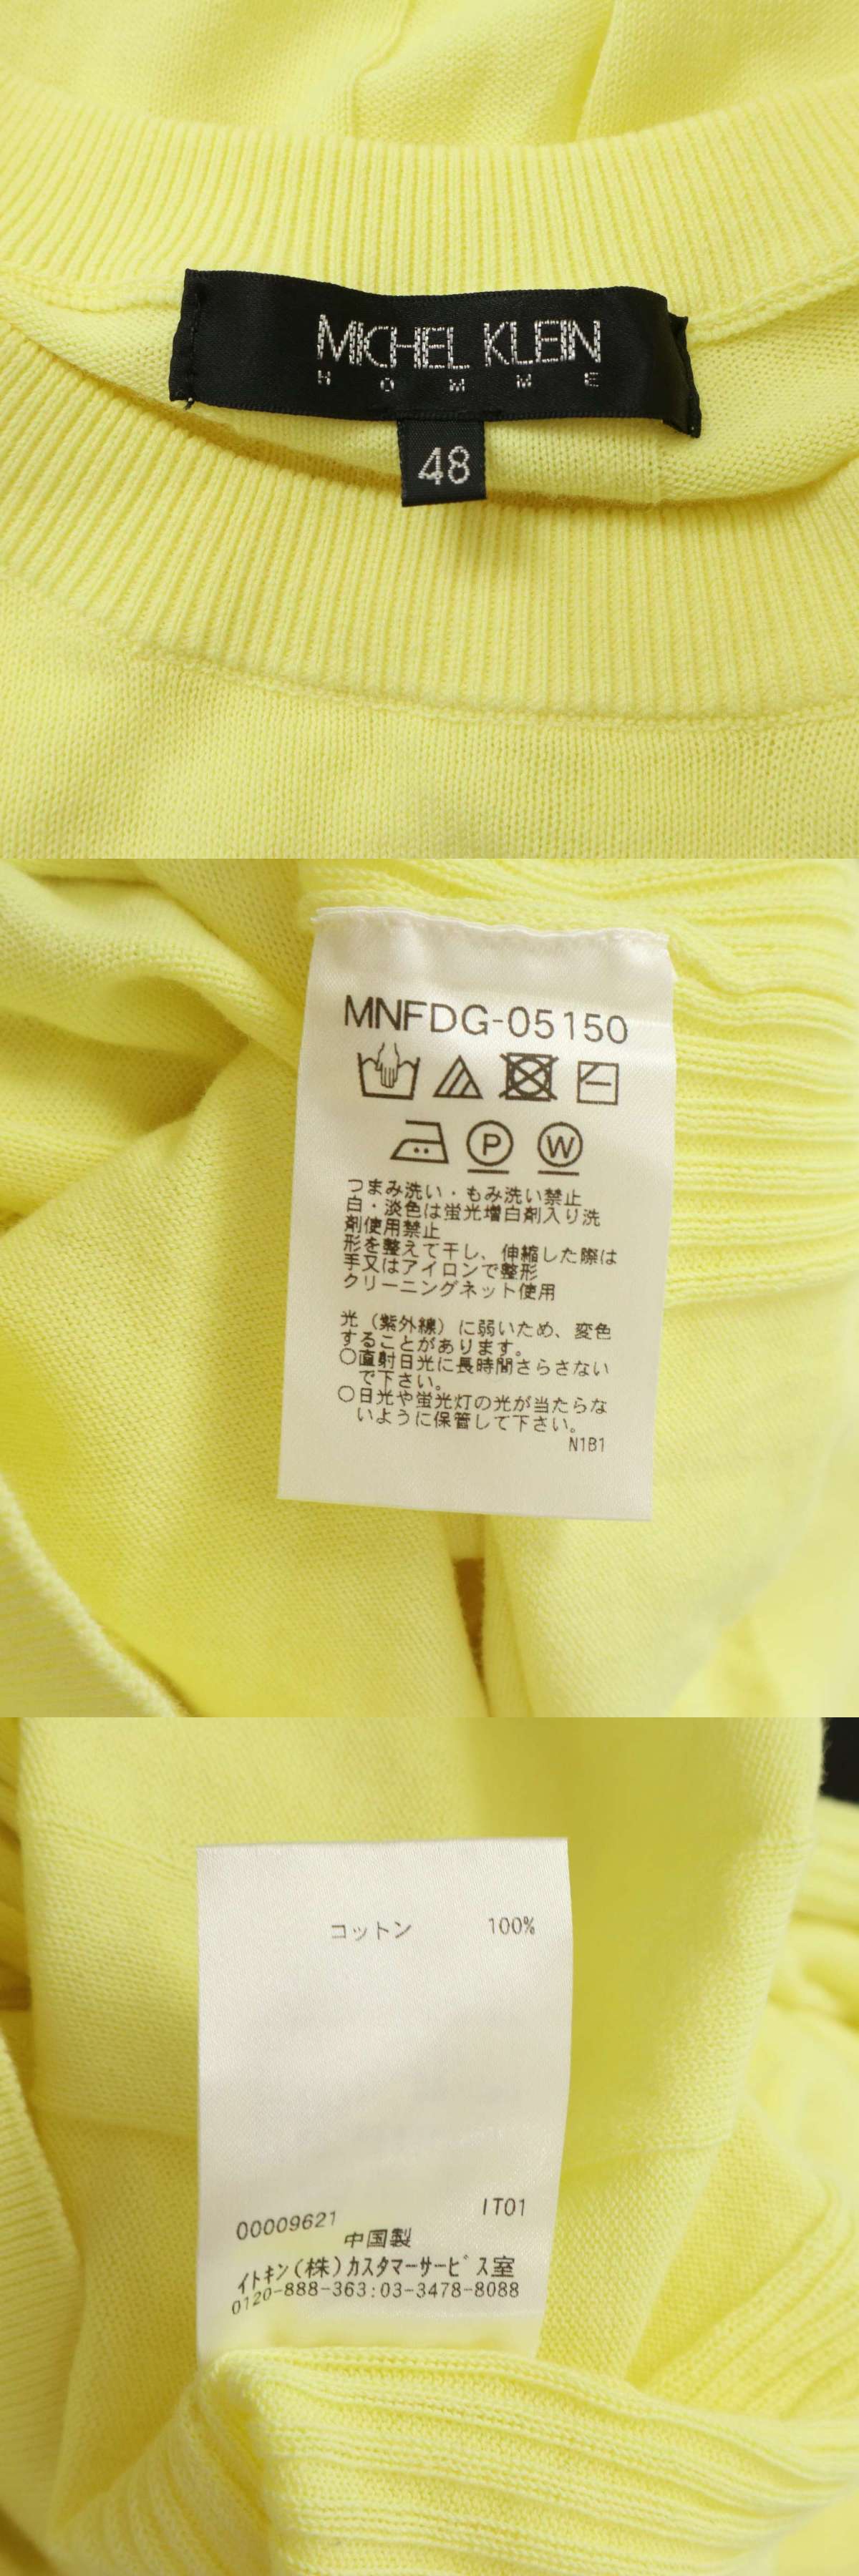 MICHEL KLEIN
HOMME
48
MNFDG-05150
P W
つまみ洗い・もみ洗い禁止
白・淡色は蛍光増白剤入り洗
剤使用禁止
形を整えて干し、伸縮した際は
手又はアイロンで整形
クリーニングネット使用
光（紫外線）に弱いため、変色
することがあります。
○直射日光に長時間さらさない
で下さい。
○日光や蛍光灯の光が当たらな
いように保管して下さい。
N1B1
コットン 100%
IT01
00009621
中国製
イトキン(株)カスタマーサービス室
0120-888-363:03-3478-8088